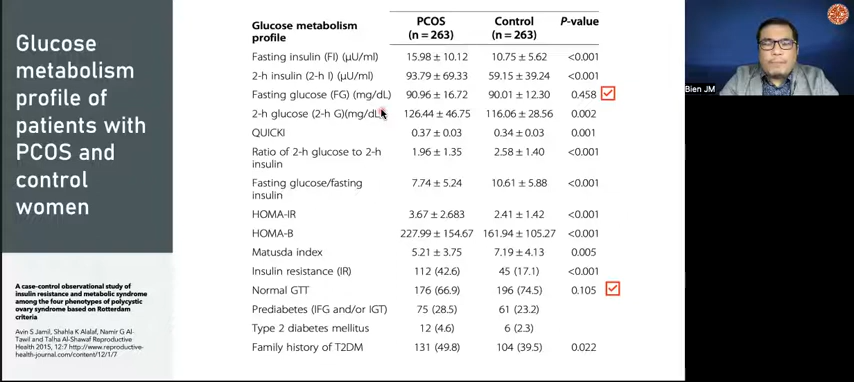 Glucose
metabolism
profile of
patients with
PCOS and
control
women
A case-control observational study of
insulin resistance and metabolic syndrome
among the four phenotypes of polycystic
ovary syndrome based on Rotterdam
criteria
Avin S Jamil, Shahla K Alalaf, Namir G Al-
Tawil and Talha Al-Shawaf Reproductive
Health 2015, 12:7 http://www.reproductive-
health-journal.com/content/12/1/7
Glucose metabolism profile PCOS (n = 263) Control (n = 263) P-value
Fasting insulin (FI) (μU/ml) 15.98 ± 10.12 10.75 ± 5.62 <0.001
2-h insulin (2-h I) (μU/ml) 93.79 ± 69.33 59.15 ± 39.24 <0.001
Fasting glucose (FG) (mg/dL) 90.96 ± 16.72 90.01 ± 12.30 0.458
2-h glucose (2-h G)(mg/dL) 126.44 ± 46.75 116.06 ± 28.56 0.002
QUICKI 0.37 ± 0.03 0.34 ± 0.03 0.001
Ratio of 2-h glucose to 2-h insulin 1.96 ± 1.35 2.58 ± 1.40 <0.001
Fasting glucose/fasting insulin 7.74 ± 5.24 10.61 ± 5.88 <0.001
HOMA-IR 3.67 ± 2.683 2.41 ± 1.42 <0.001
HOMA-B 227.99 ± 154.67 161.94 ± 105.27 <0.001
Matusda index 5.21 ± 3.75 7.19 ± 4.13 0.005
Insulin resistance (IR) 112 (42.6) 45 (17.1) <0.001
Normal GTT 176 (66.9) 196 (74.5) 0.105
Prediabetes (IFG and/or IGT) 75 (28.5) 61 (23.2)
Type 2 diabetes mellitus 12 (4.6) 6 (2.3)
Family history of T2DM 131 (49.8) 104 (39.5) 0.022
Bien JM